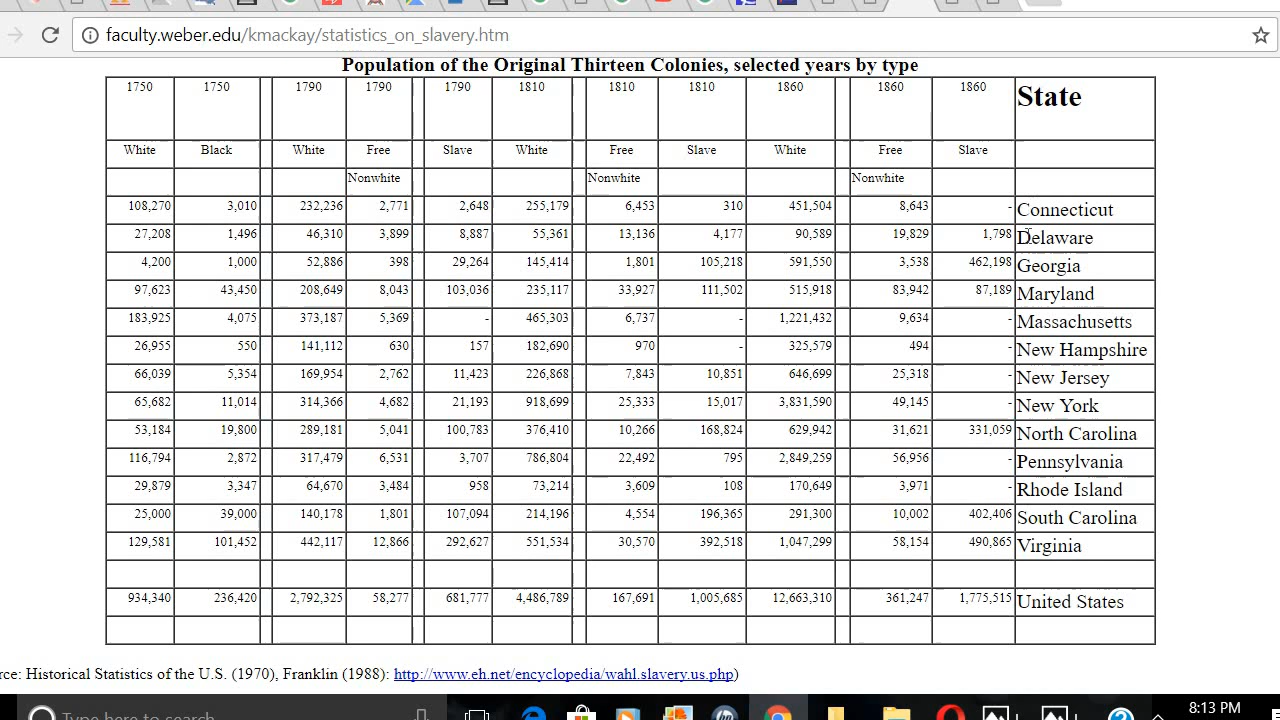 faculty.weber.edu/kmackay/statistics_on_slavery.htm
Population of the Original Thirteen Colonies, selected years by type
1750 1750 1790 1790 1790 1810 1810 1810 1860 1860 1860 State
White Black White Free Slave White Free Slave White Free Slave
Nonwhite Nonwhite Nonwhite
108,270 3,010 232,236 2,771 2,648 255,179 6,453 310 451,504 8,643 - Connecticut
27,208 1,496 46,310 3,899 8,887 55,361 13,136 4,177 90,589 19,829 1,798 Delaware
4,200 1,000 52,886 398 29,264 145,414 1,801 105,218 591,550 3,538 462,198 Georgia
97,623 43,450 208,649 8,043 103,036 235,117 33,927 111,502 515,918 83,942 87,189 Maryland
183,925 4,075 373,187 5,369 - 465,303 6,737 - 1,221,432 9,634 - Massachusetts
26,955 550 141,112 630 157 182,690 970 - 325,579 494 - New Hampshire
66,039 5,354 169,954 2,762 11,423 226,868 7,843 10,851 646,699 25,318 - New Jersey
65,682 11,014 314,366 4,682 21,193 918,699 25,333 15,017 3,831,590 49,145 - New York
53,184 19,800 289,181 5,041 100,783 376,410 10,266 168,824 629,942 31,621 331,059 North Carolina
116,794 2,872 317,479 6,531 3,707 786,804 22,492 795 2,849,259 56,956 - Pennsylvania
29,879 3,347 64,670 3,484 958 73,214 3,609 108 170,649 3,971 - Rhode Island
25,000 39,000 140,178 1,801 107,094 214,196 4,554 196,365 291,300 10,002 402,406 South Carolina
129,581 101,452 442,117 12,866 292,627 551,534 30,570 392,518 1,047,299 58,154 490,865 Virginia
934,340 236,420 2,792,325 58,277 681,777 4,486,789 167,691 1,005,685 12,663,310 361,247 1,775,515 United States
rce: Historical Statistics of the U.S. (1970), Franklin (1988): http://www.eh.net/encyclopedia/wahl.slavery.us.php)
Type here to search
8:13 PM